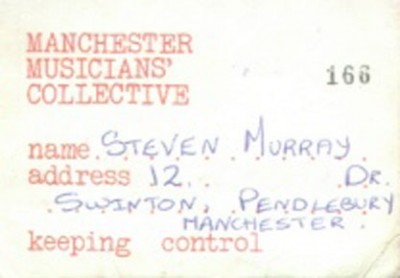 MANCHESTER
MUSICIANS'
COLLECTIVE
166
name STEVEN MURRAY
address 12. DR.
SWINTON, PENDLEBURY
MANCHESTER.
keeping control